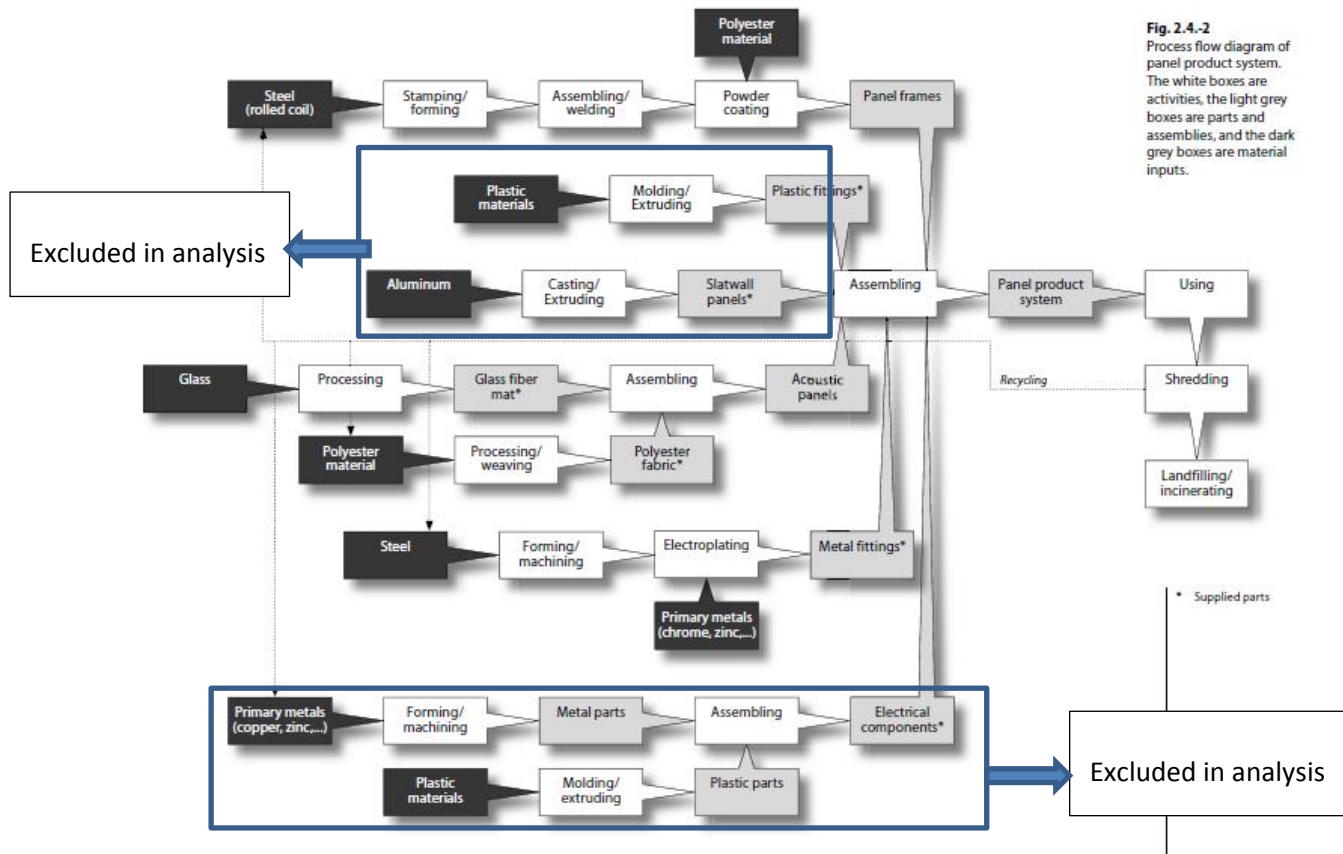 Polyester
material
Fig. 2.4.-2
Process flow diagram of
panel product system.
The white boxes are
activities, the light grey
boxes are parts and
assemblies, and the dark
grey boxes are material
inputs.
Steel
(rolled coil)
Stamping/
forming
Assembling/
welding
Powder
coating
Panel frames
Plastic
materials
Molding/
Extruding
Plastic fittings*
Excluded in analysis
Aluminum
Casting/
Extruding
Slatwall
panels*
Assembling
Panel product
system
Using
Glass
Processing
Glass fiber
mat*
Assembling
Acoustic
panels
Recycling
Shredding
Polyester
material
Processing/
weaving
Polyester
fabric*
Landfilling/
incinerating
Steel
Forming/
machining
Electroplating
Metal fittings*
Primary metals
(chrome, zinc,...)
* Supplied parts
Primary metals
(copper, zinc,...)
Forming/
machining
Metal parts
Assembling
Electrical
components*
Plastic
materials
Molding/
extruding
Plastic parts
Excluded in analysis